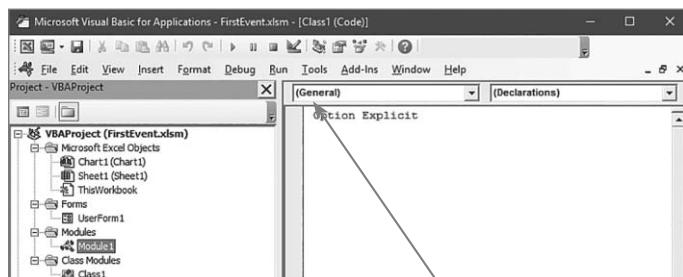 Microsoft Visual Basic for Applications - FirstEvent.xlsm - [Class1 (Code)]
File Edit View Insert Format Debug Run Tools Add-Ins Window Help
Project - VBAProject
(General) (Declarations)
Option Explicit
VBAProject (FirstEvent.xlsm)
Microsoft Excel Objects
Chart1 (Chart1)
Sheet1 (Sheet1)
ThisWorkbook
Forms
UserForm1
Modules
Module1
Class Modules
Class1